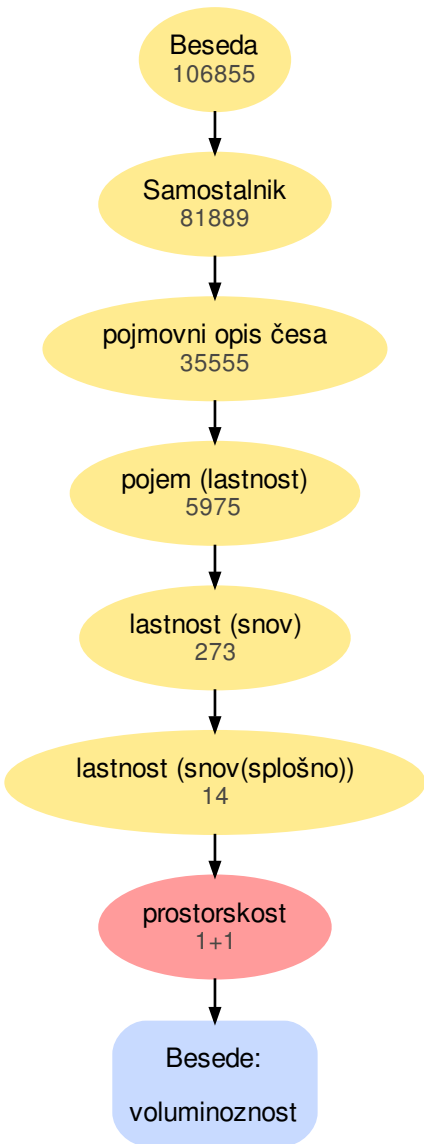 Beseda
106855
Samostalnik
81889
pojmovni opis česa
35555
pojem (lastnost)
5975
lastnost (snov)
273
lastnost (snov(splošno))
14
prostorskost
1+1
Besede:
voluminoznost